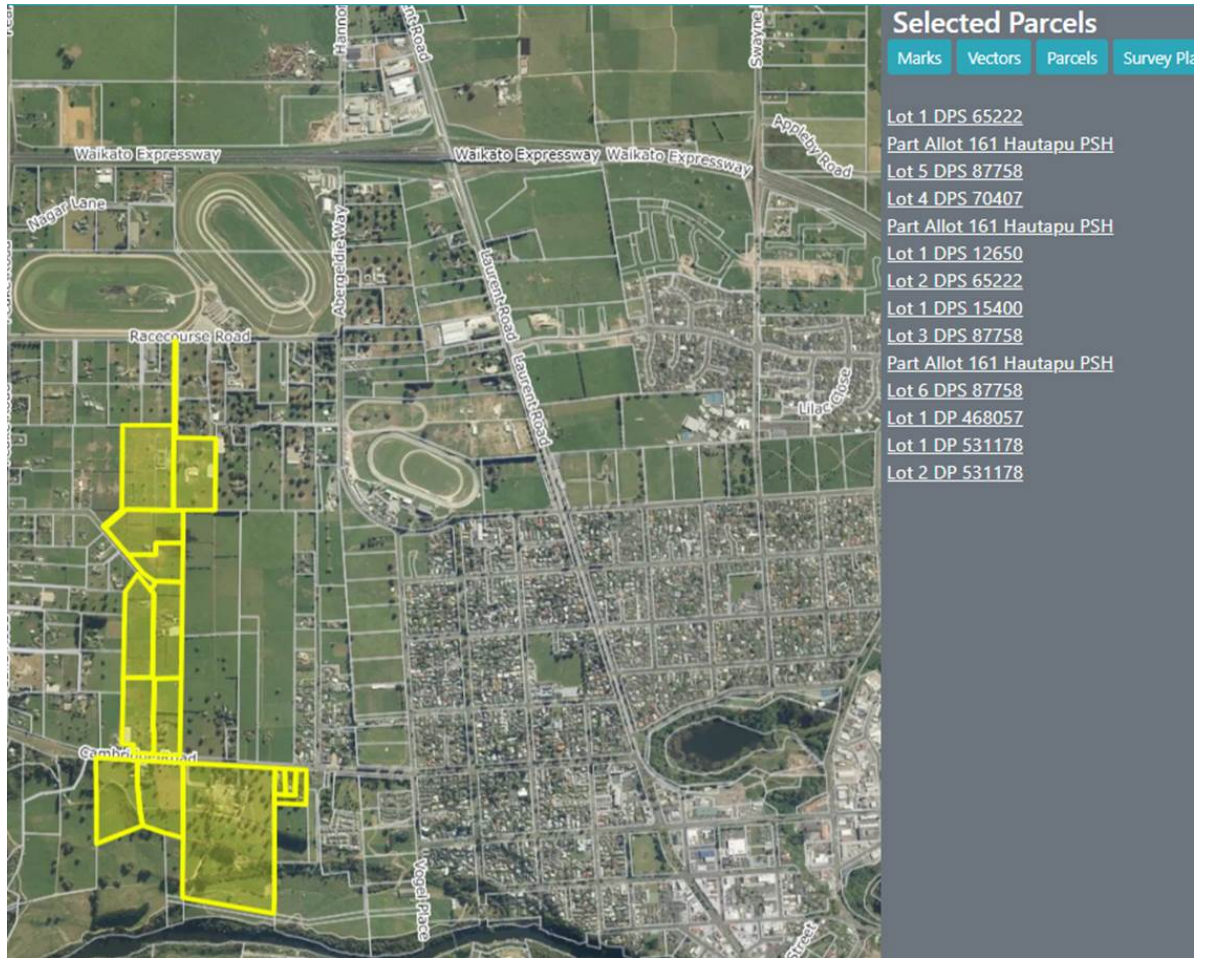 Selected Parcels
Marks
Vectors
Parcels
Survey Pla
Lot 1 DPS 65222
Part Allot 161 Hautapu PSH
Lot 5 DPS 87758
Lot 4 DPS 70407
Part Allot 161 Hautapu PSH
Lot 1 DPS 12650
Lot 2 DPS 65222
Lot 1 DPS 15400
Lot 3 DPS 87758
Part Allot 161 Hautapu PSH
Lot 6 DPS 87758
Lot 1 DP 468057
Lot 1 DP 531178
Lot 2 DP 531178
Hanno
nt Road
Swayne
Appleby Road
Waikato Expressway
Waikato Expressway
Waikato Expressway
Nagar Lane
Abergeldie Way
Laurent Road
Racecourse Road
Laurent Road
Lilac Close
Road
Vogel Place
Street